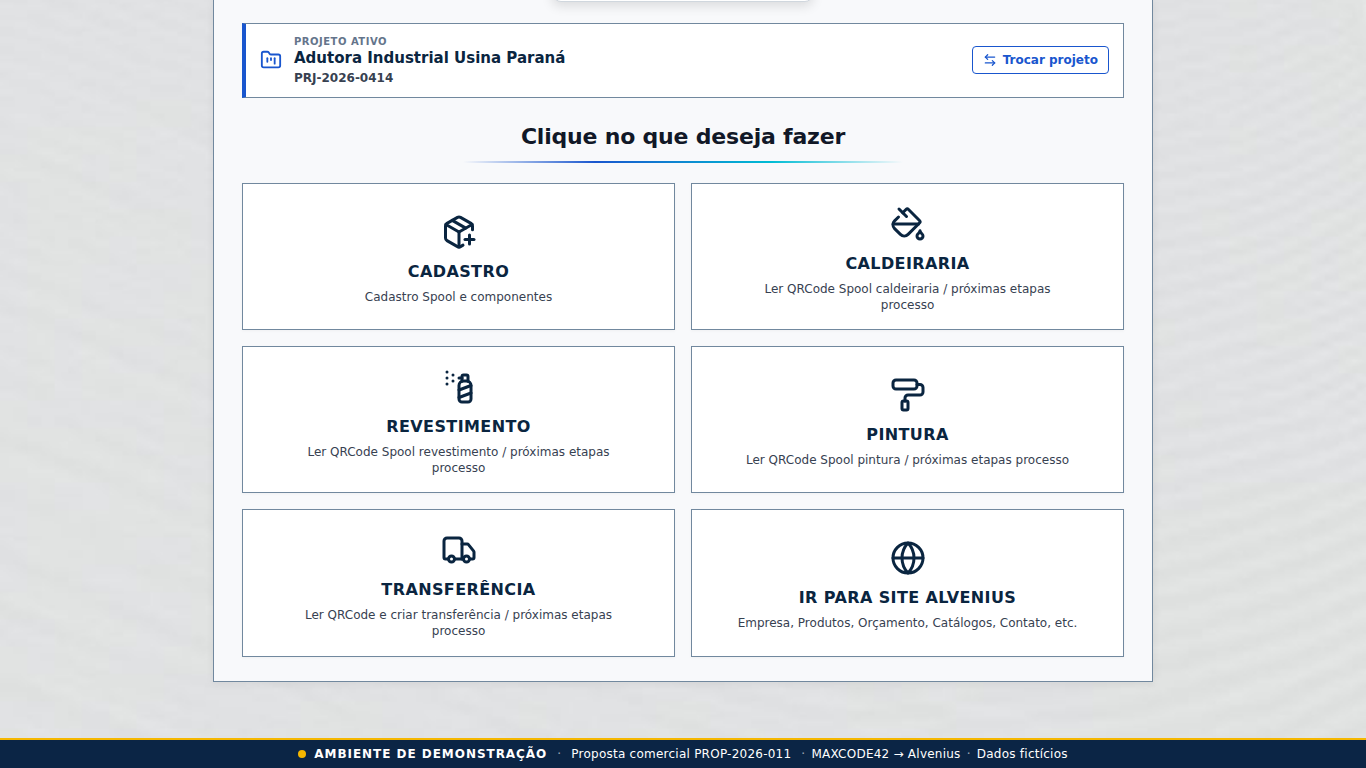 PROJETO ATIVO
Adutora Industrial Usina Paraná
PRJ-2026-0414
Trocar projeto
Clique no que deseja fazer
CADASTRO
Cadastro Spool e componentes
CALDEIRARIA
Ler QRCode Spool caldeiraria / próximas etapas
processo
REVESTIMENTO
Ler QRCode Spool revestimento / próximas etapas
processo
PINTURA
Ler QRCode Spool pintura / próximas etapas processo
TRANSFERÊNCIA
Ler QRCode e criar transferência / próximas etapas
processo
IR PARA SITE ALVENIUS
Empresa, Produtos, Orçamento, Catálogos, Contato, etc.
AMBIENTE DE DEMONSTRAÇÃO · Proposta comercial PROP-2026-011 · MAXCODE42 → Alvenius · Dados fictícios